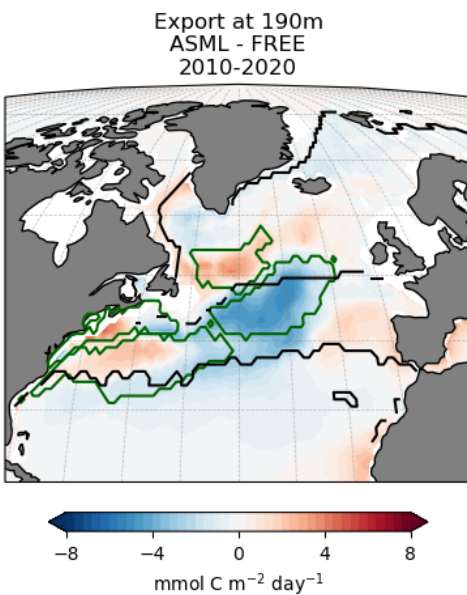 Export at 190m
ASML - FREE
2010-2020
−8 −4 0 4 8
mmol C m⁻² day⁻¹